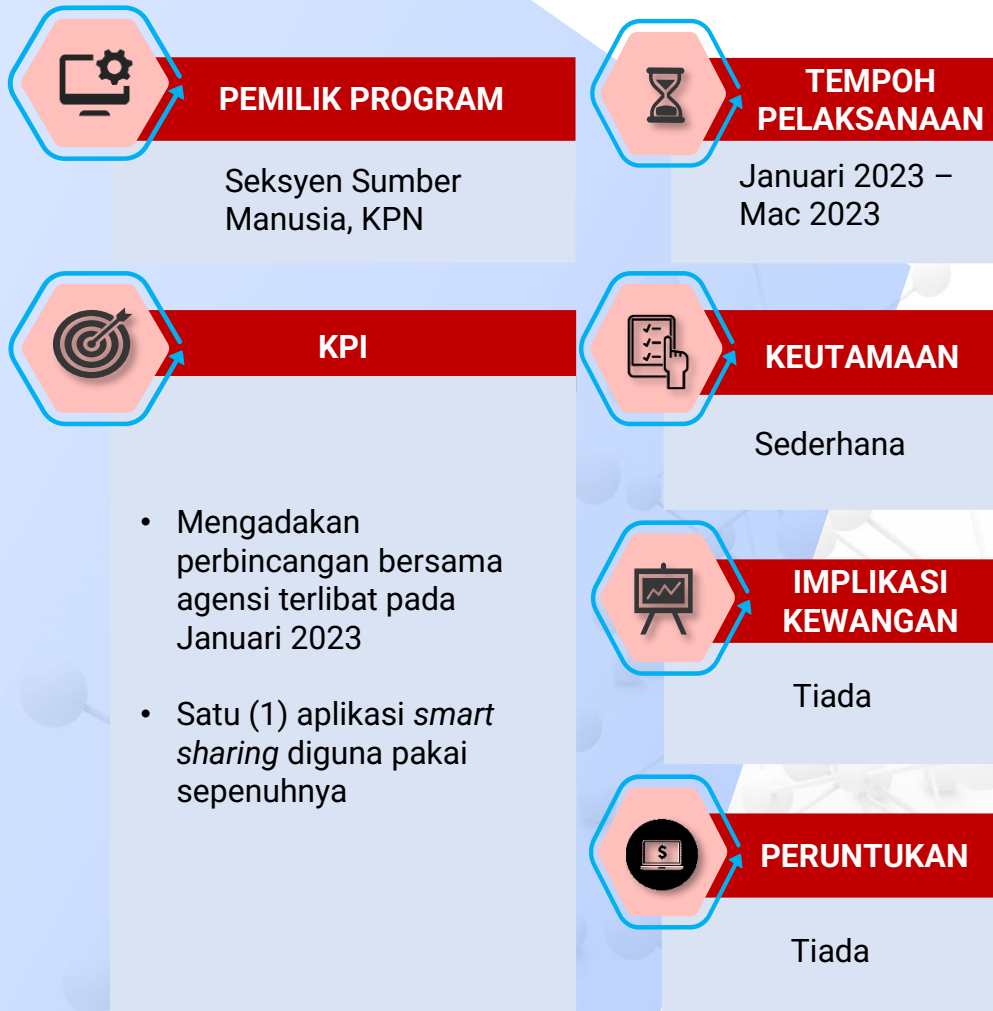 PEMILIK PROGRAM
Seksyen Sumber
Manusia, KPN
TEMPOH
PELAKSANAAN
Januari 2023 –
Mac 2023
KPI
• Mengadakan
perbincangan bersama
agensi terlibat pada
Januari 2023
• Satu (1) aplikasi smart
sharing diguna pakai
sepenuhnya
KEUTAMAAN
Sederhana
IMPLIKASI
KEWANGAN
Tiada
$
PERUNTUKAN
Tiada